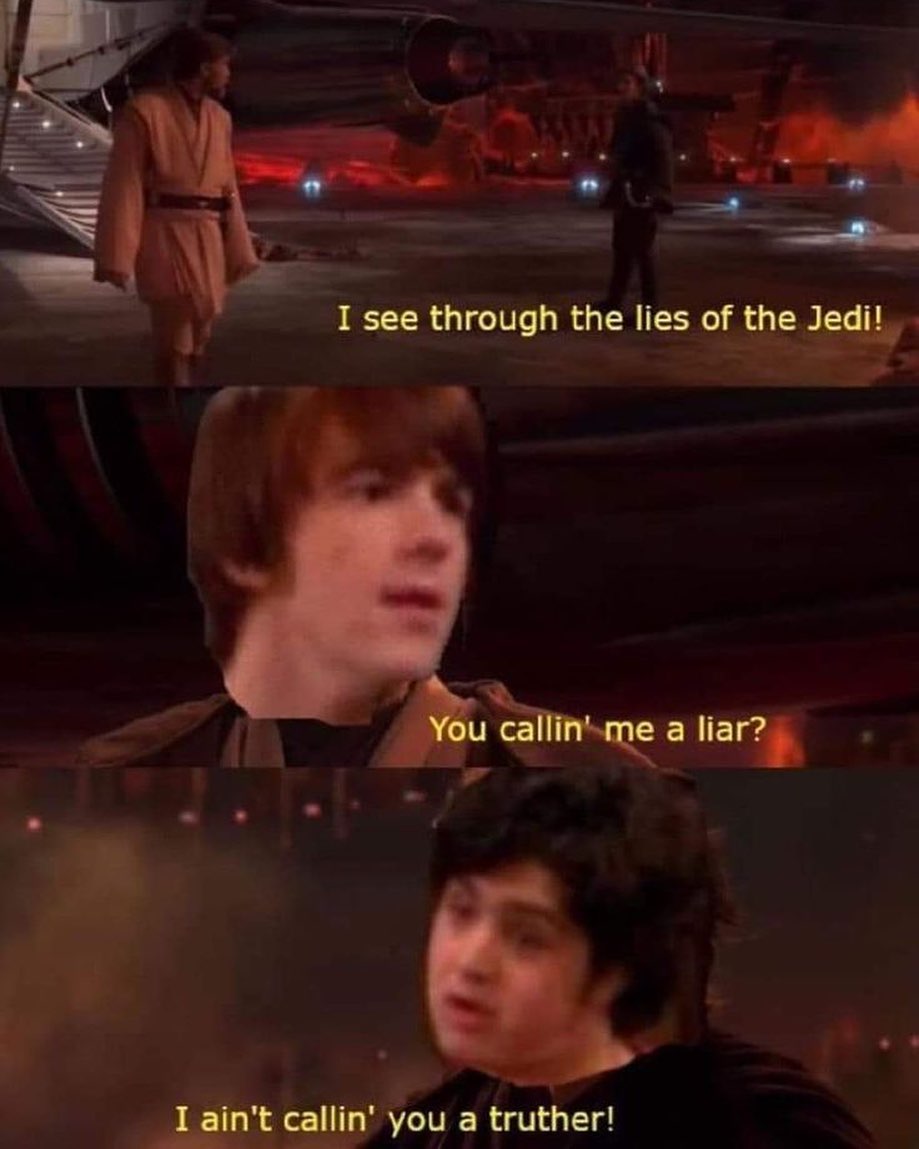 I see through the lies of the Jedi!
You callin' me a liar?
I ain't callin' you a truther!